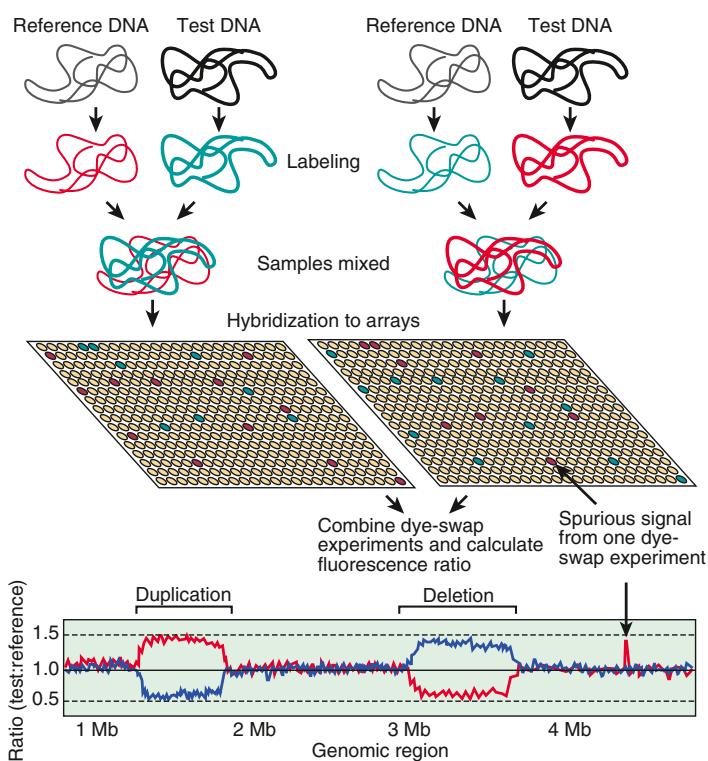 Reference DNA Test DNA Reference DNA Test DNA
Labeling
Samples mixed
Hybridization to arrays
Combine dye-swap
experiments and calculate
fluorescence ratio
Spurious signal
from one dye-
swap experiment
Duplication
Deletion
Ratio (test:reference)
1.5
1.0
0.5
1 Mb 2 Mb 3 Mb 4 Mb
Genomic region